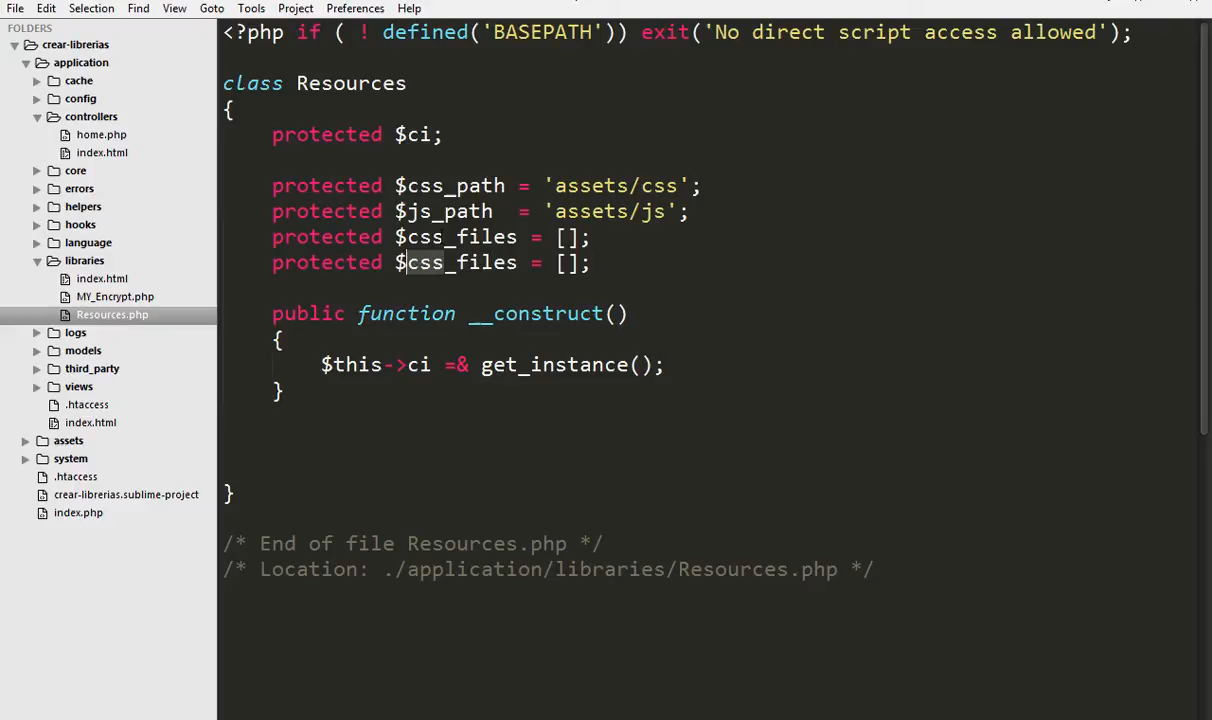 File Edit Selection Find View Goto Tools Project Preferences Help
FOLDERS
crear-librerias
application
cache
config
controllers
home.php
index.html
core
errors
helpers
hooks
language
libraries
index.html
MY_Encrypt.php
Resources.php
logs
models
third_party
views
.htaccess
index.html
assets
system
.htaccess
crear-librerias.sublime-project
index.php
<?php if ( ! defined('BASEPATH')) exit('No direct script access allowed');
class Resources
{
protected $ci;
protected $css_path = 'assets/css';
protected $js_path  = 'assets/js';
protected $css_files = [];
protected $css_files = [];
public function __construct()
{
$this->ci =& get_instance();
}
}
/* End of file Resources.php */
/* Location: ./application/libraries/Resources.php */